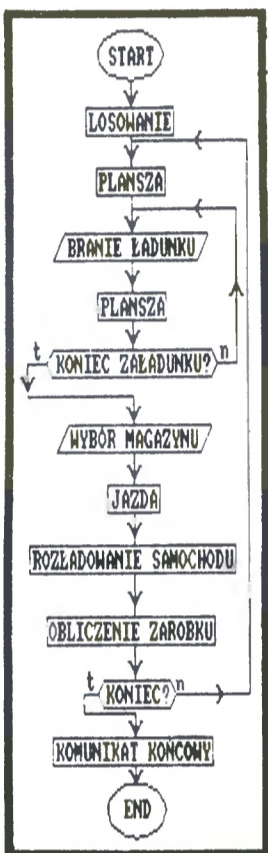 START
LOSOWANIE
PLANSZA
BRANIE ŁADUNKU
PLANSZA
t KONIEC ZAŁADUNKU? n
WYBÓR MAGAZYNU
JAZDA
ROZŁADOWANIE SAMOCHODU
OBLICZENIE ZAROBKU
t KONIEC? n
KOMUNIKAT KOŃCOWY
END